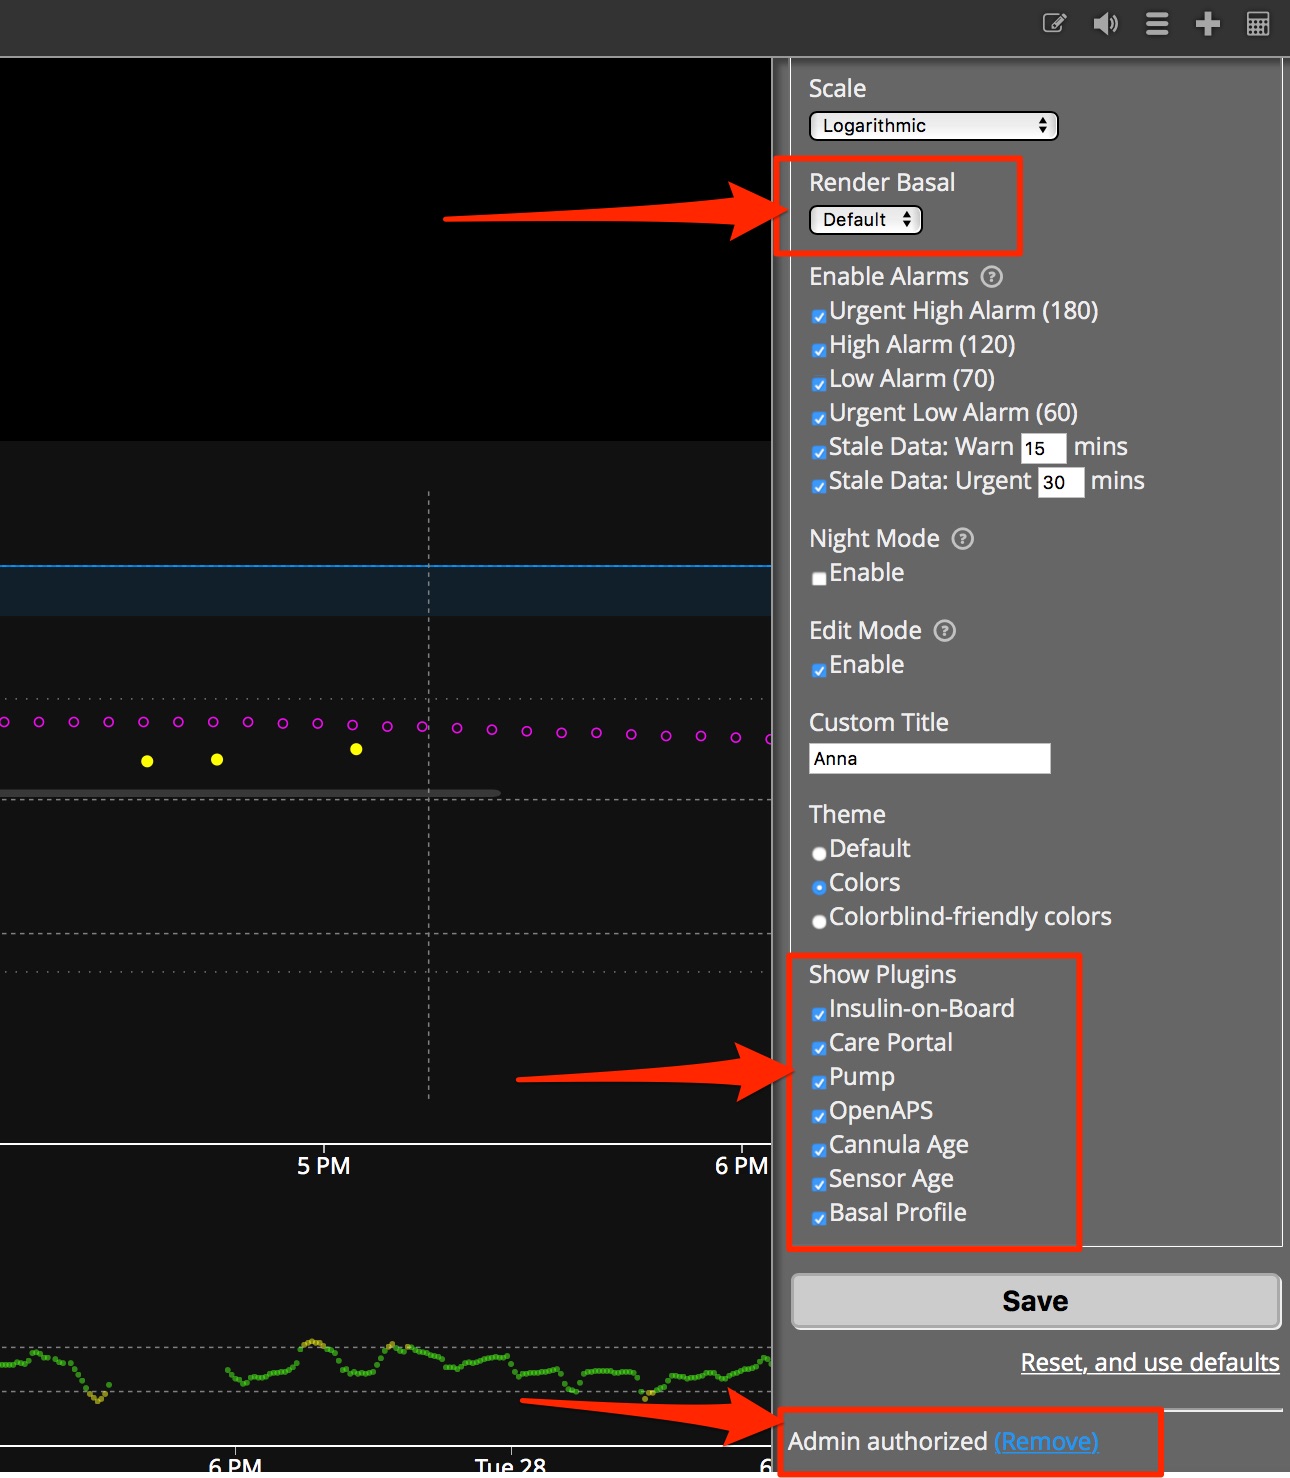 Scale
Logarithmic
Render Basal
Default
Enable Alarms ?
Urgent High Alarm (180)
High Alarm (120)
Low Alarm (70)
Urgent Low Alarm (60)
Stale Data: Warn 15 mins
Stale Data: Urgent 30 mins
Night Mode ?
Enable
Edit Mode ?
Enable
Custom Title
Anna
Theme
Default
Colors
Colorblind-friendly colors
Show Plugins
Insulin-on-Board
Care Portal
Pump
OpenAPS
Cannula Age
Sensor Age
Basal Profile
Save
Reset, and use defaults
Admin authorized (Remove)
5 PM
6 PM
6 PM
Tue 28
6